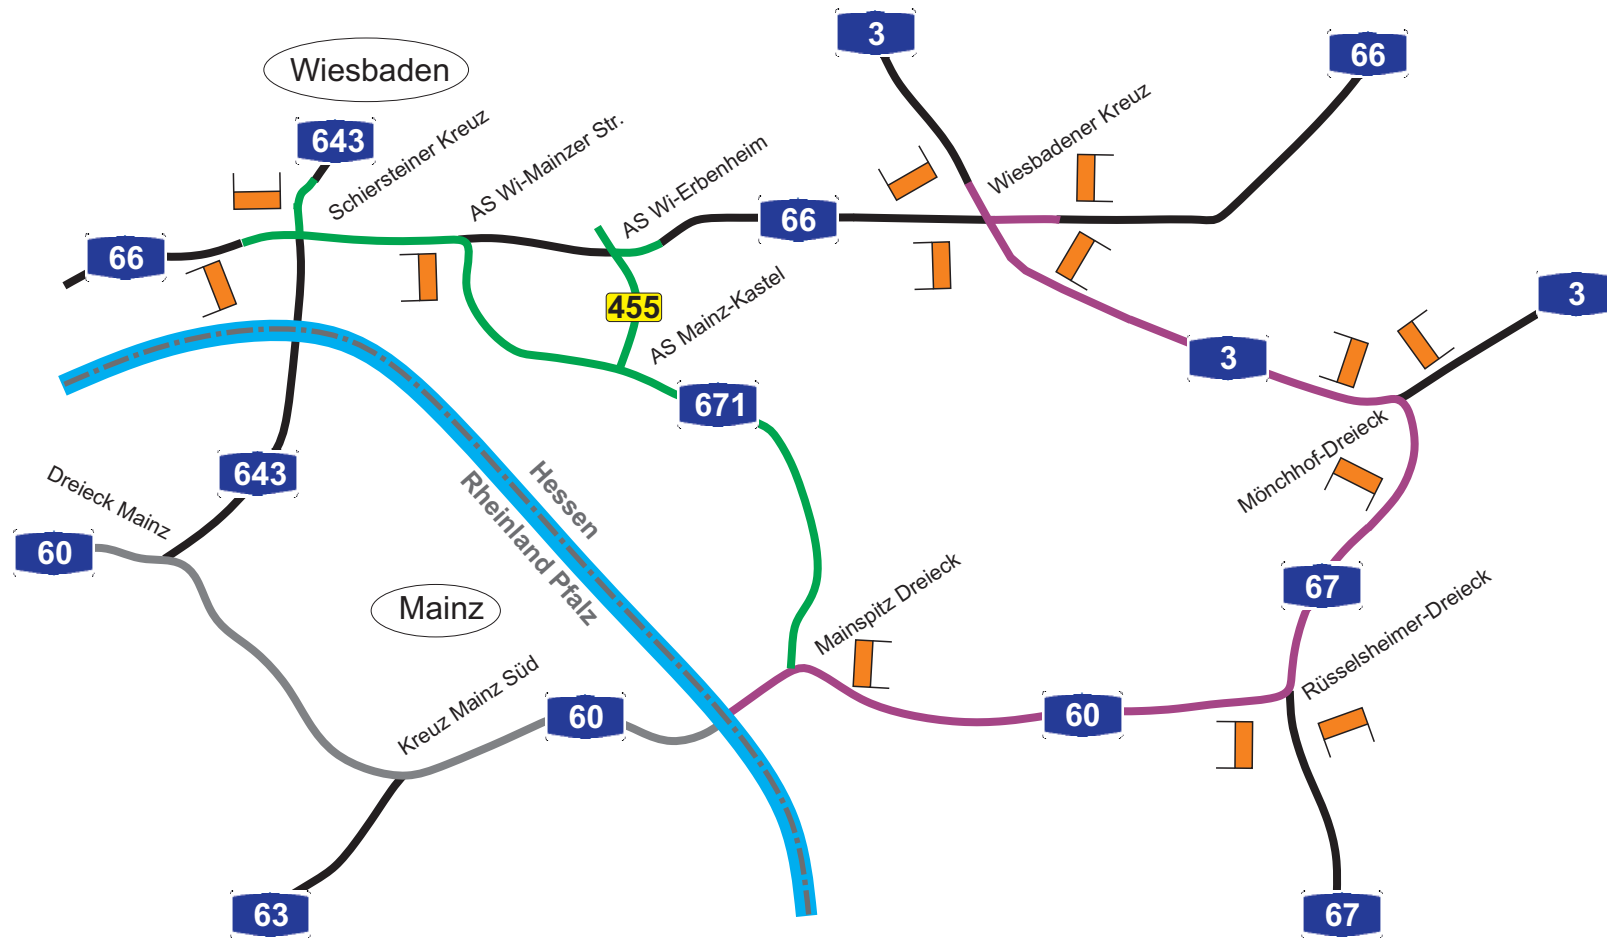 3
66
Wiesbaden
643
Schiersteiner Kreuz
AS Wi-Mainzer Str.
AS Wi-Erbenheim
Wiesbadener Kreuz
66
66
455
AS Mainz-Kastel
3
3
671
Mönchhof-Dreieck
643
Dreieck Mainz
60
Hessen
Rheinland Pfalz
Mainz
67
Mainspitz Dreieck
Rüsselsheimer-Dreieck
Kreuz Mainz Süd
60
60
63
67